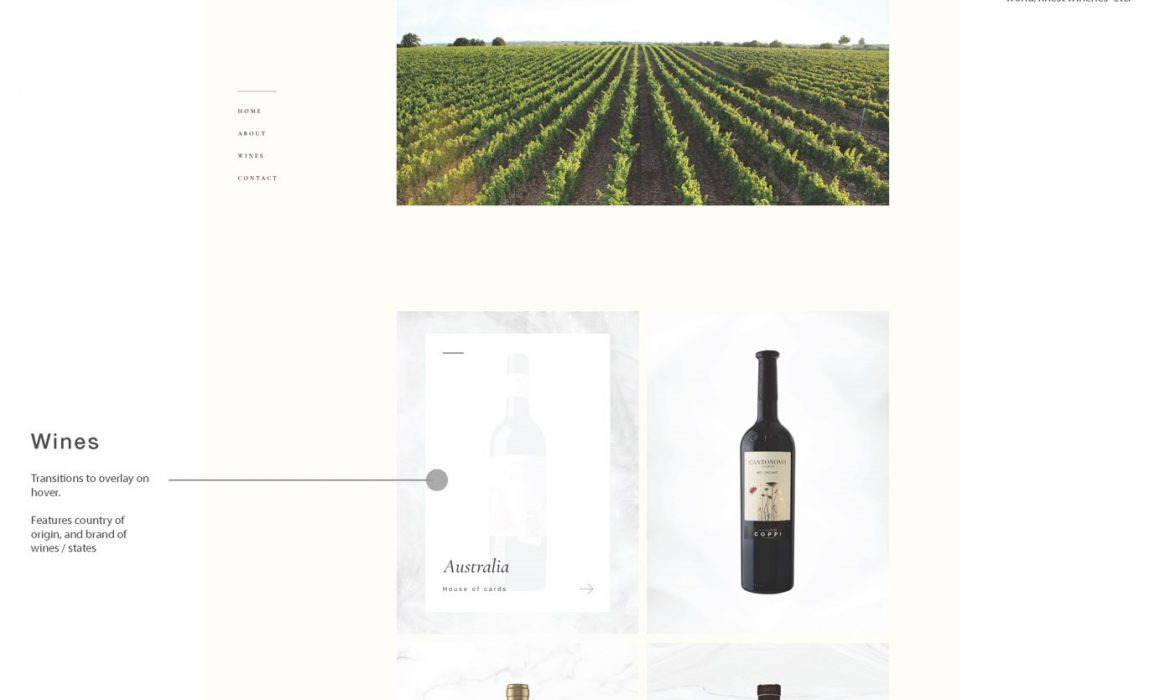 world/finest wineries etc.
HOME
ABOUT
WINES
CONTACT
Wines
Transitions to overlay on
hover.
Features country of
origin, and brand of
wines / states
Australia
House of cards
CANTONOVO
COPPI